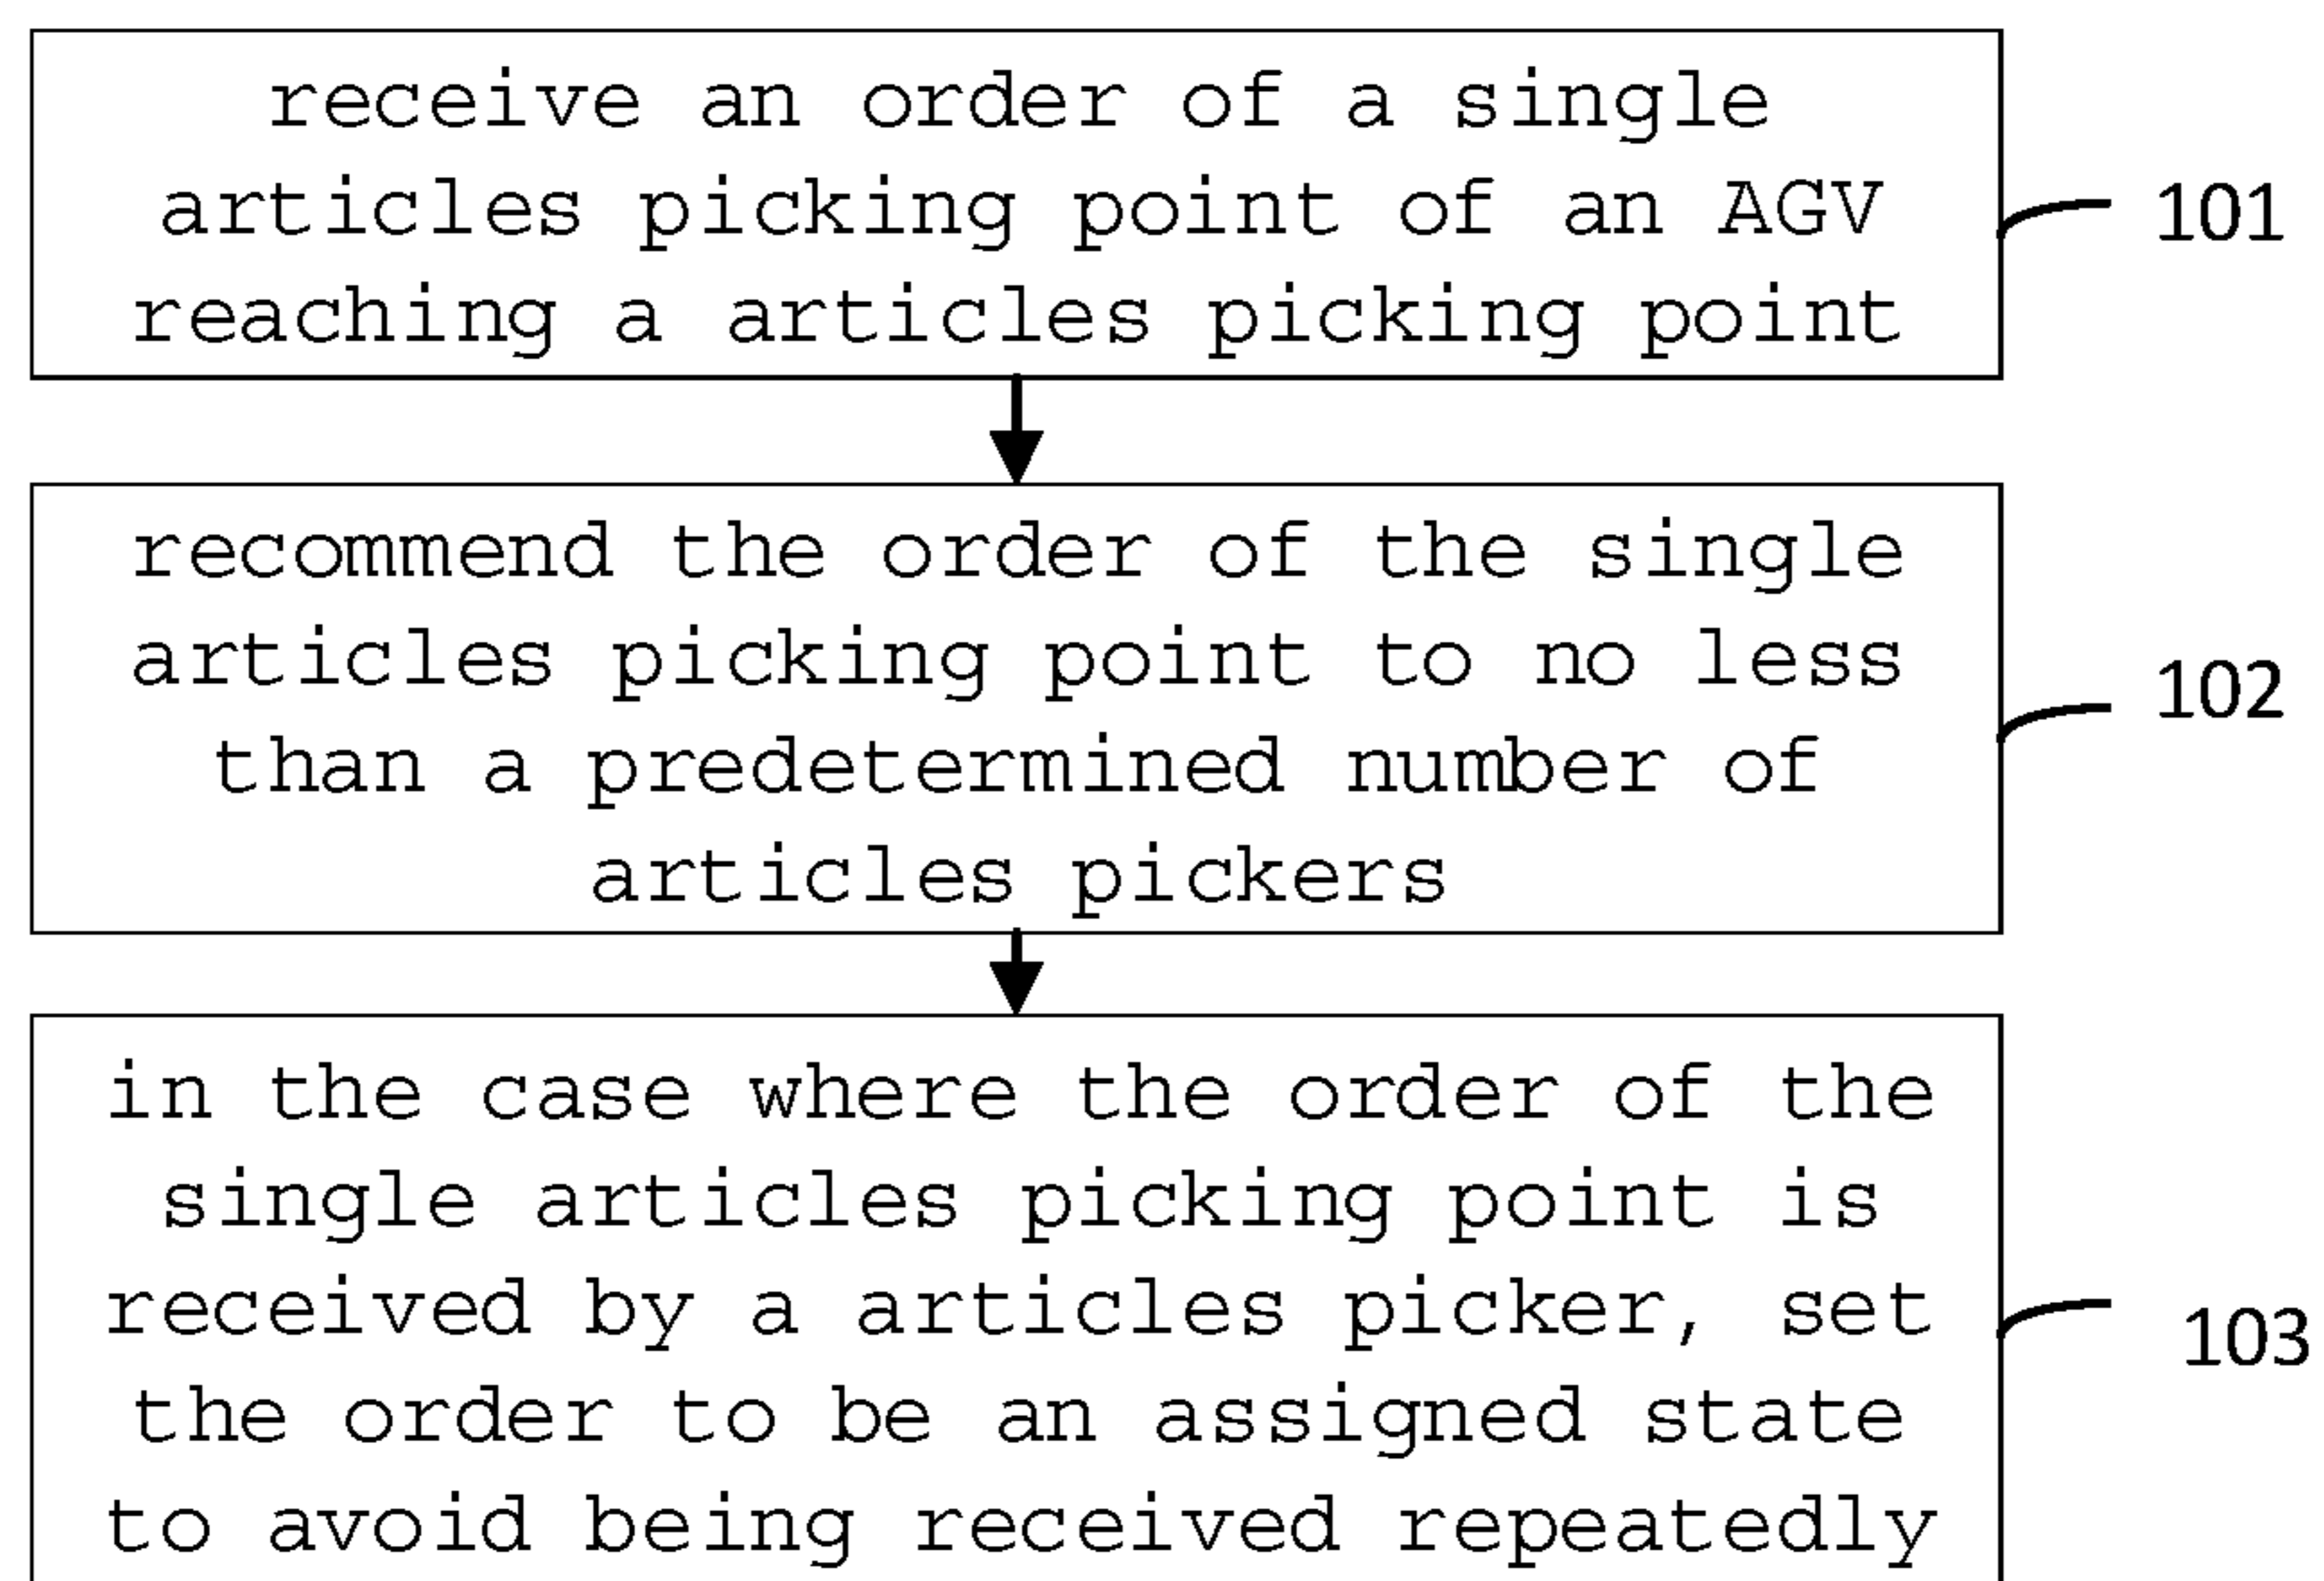 receive an order of a single
articles picking point of an AGV
reaching a articles picking point
101
recommend the order of the single
articles picking point to no less
than a predetermined number of
articles pickers
102
in the case where the order of the
single articles picking point is
received by a articles picker, set
the order to be an assigned state
to avoid being received repeatedly
103